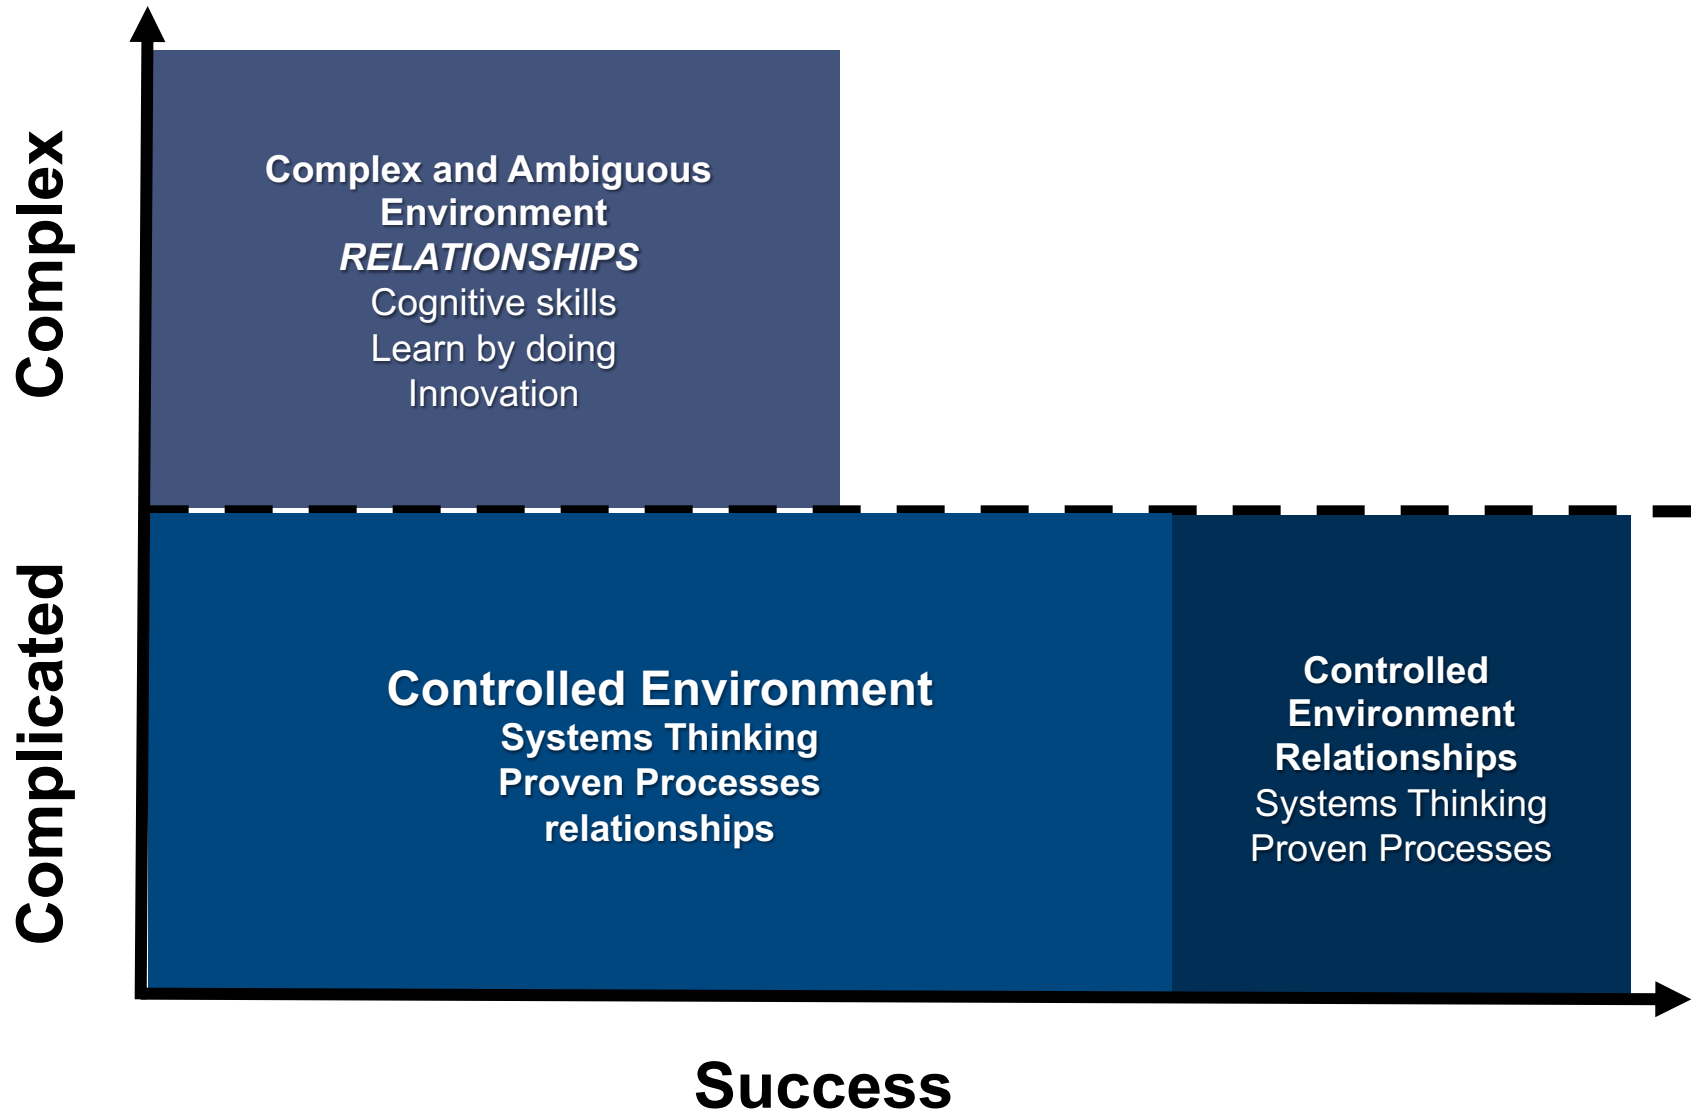 Complex
Complex and Ambiguous
Environment
RELATIONSHIPS
Cognitive skills
Learn by doing
Innovation
Complicated
Controlled Environment
Systems Thinking
Proven Processes
relationships
Controlled
Environment
Relationships
Systems Thinking
Proven Processes
Success